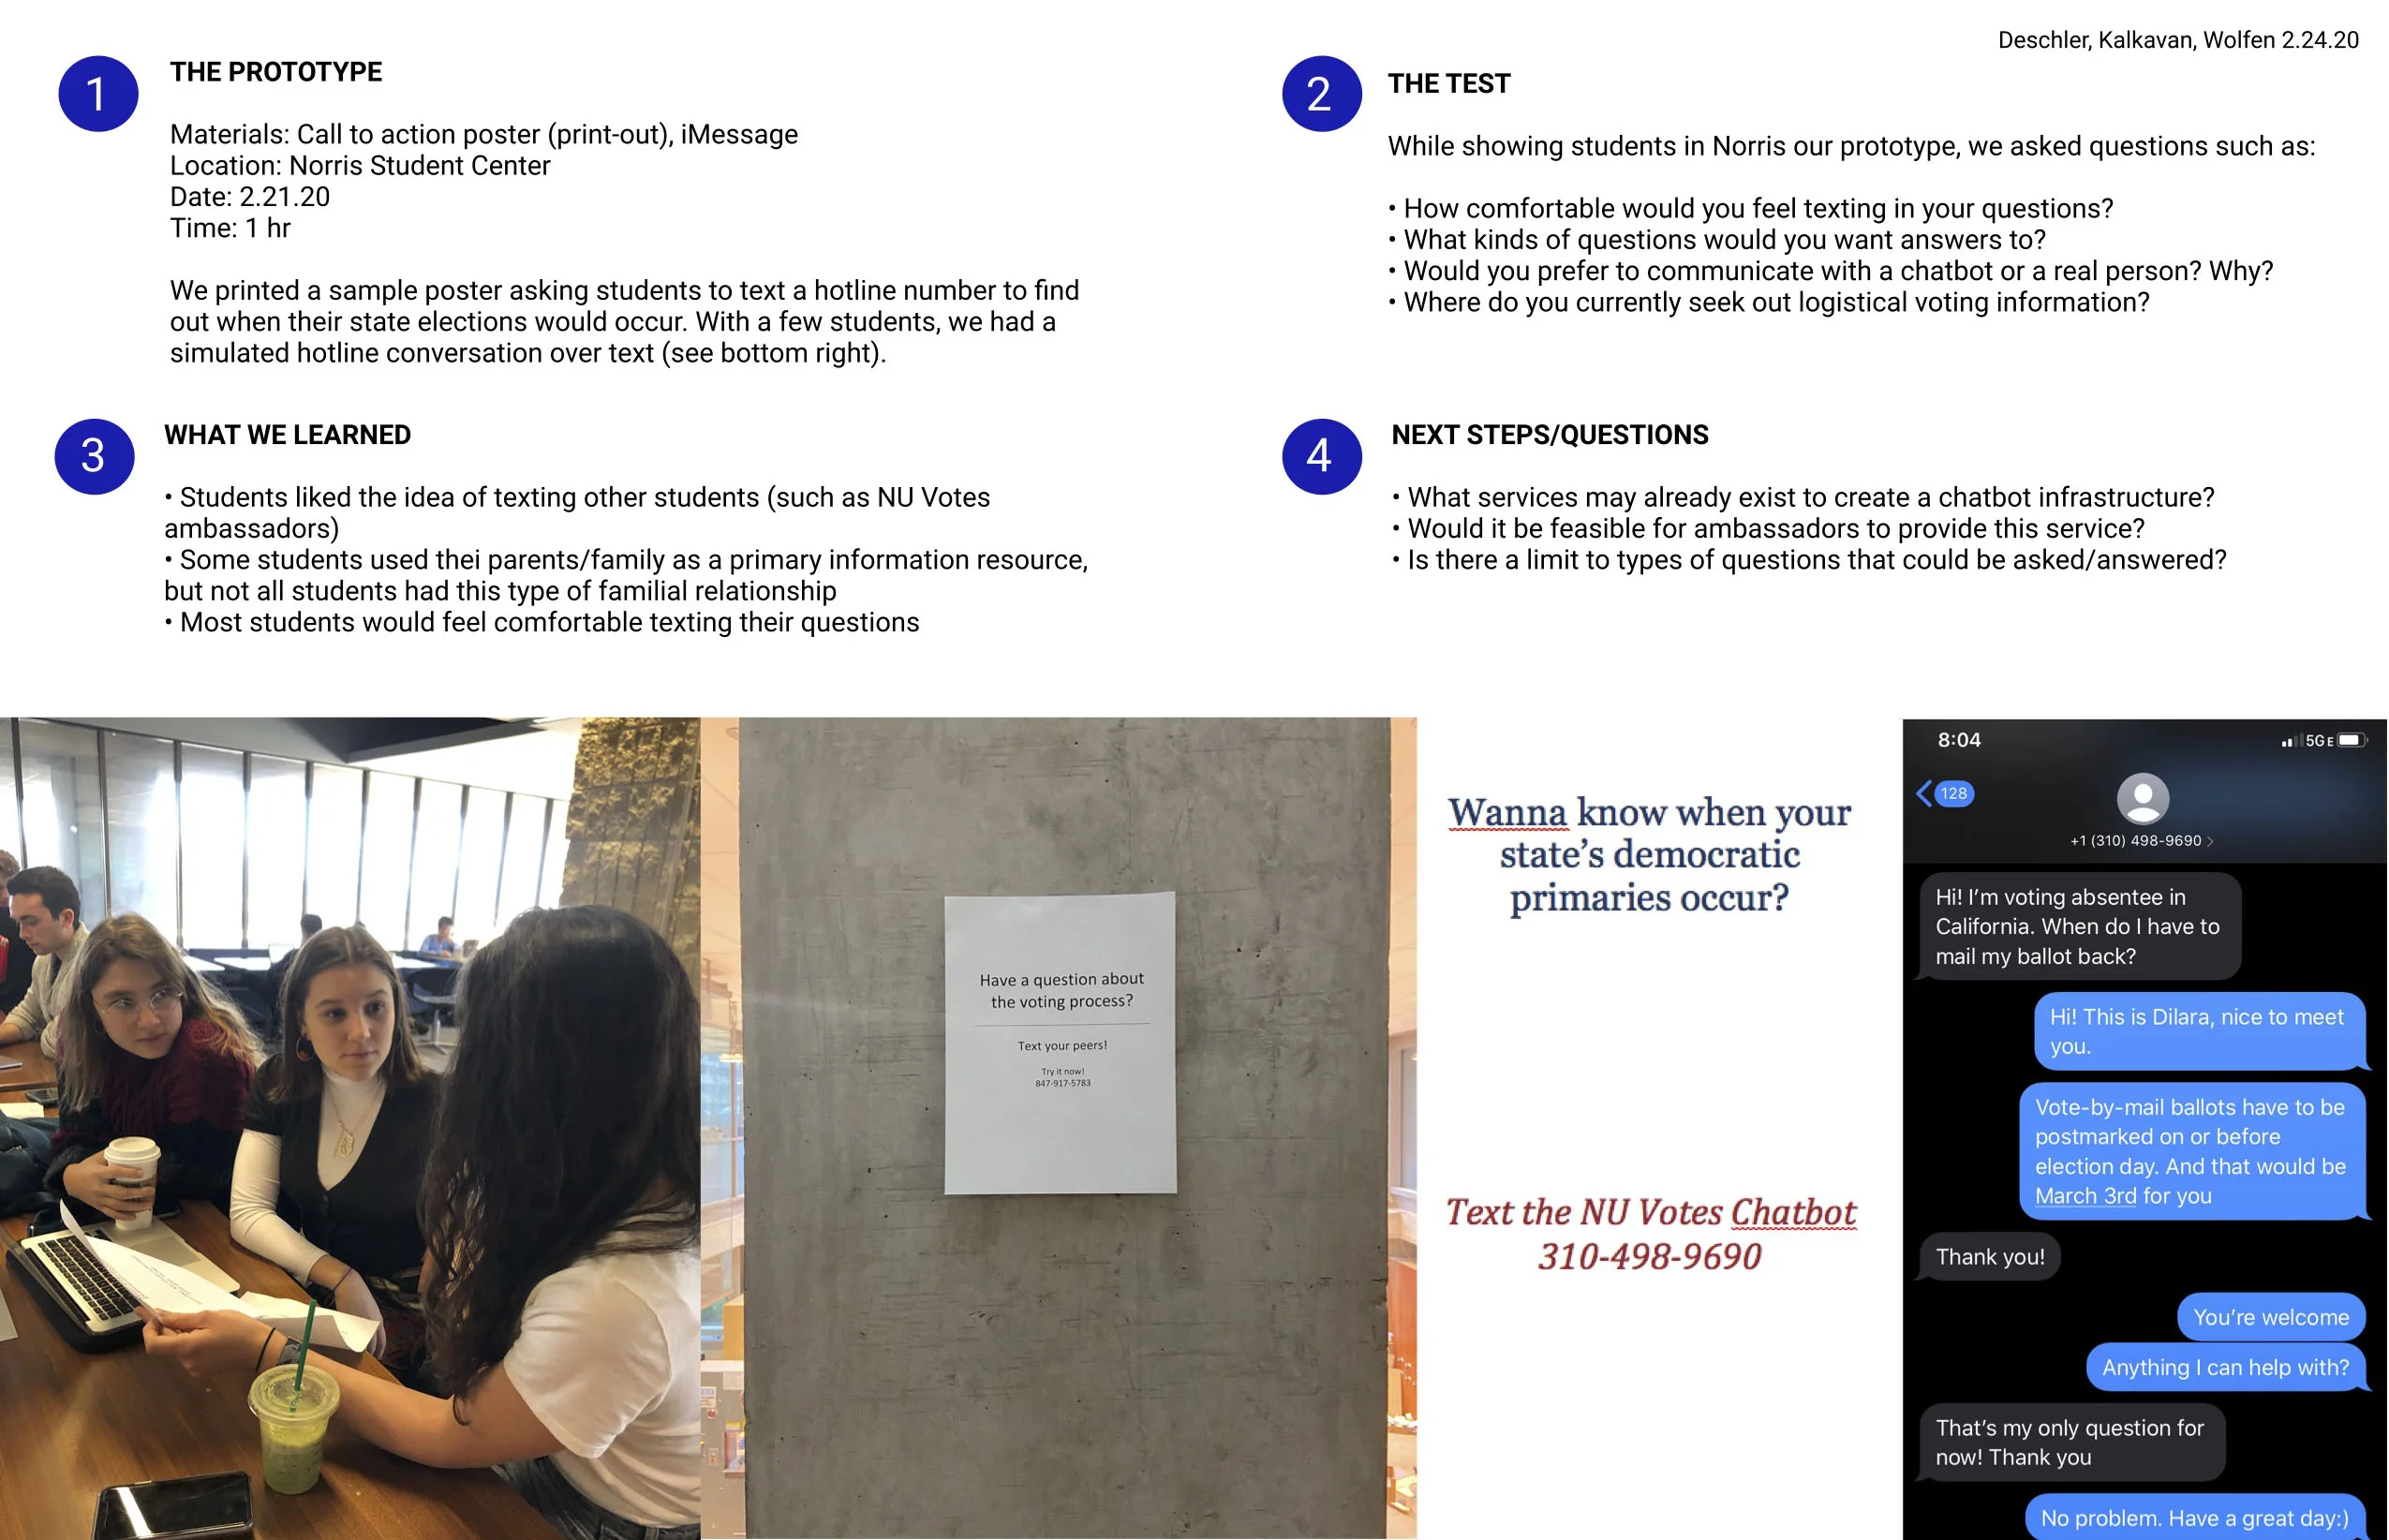 Deschler, Kalkavan, Wolfen 2.24.20
1
THE PROTOTYPE
Materials: Call to action poster (print-out), iMessage
Location: Norris Student Center
Date: 2.21.20
Time: 1 hr
We printed a sample poster asking students to text a hotline number to find
out when their state elections would occur. With a few students, we had a
simulated hotline conversation over text (see bottom right).
2
THE TEST
While showing students in Norris our prototype, we asked questions such as:
• How comfortable would you feel texting in your questions?
• What kinds of questions would you want answers to?
• Would you prefer to communicate with a chatbot or a real person? Why?
• Where do you currently seek out logistical voting information?
3
WHAT WE LEARNED
• Students liked the idea of texting other students (such as NU Votes
ambassadors)
• Some students used thei parents/family as a primary information resource,
but not all students had this type of familial relationship
• Most students would feel comfortable texting their questions
4
NEXT STEPS/QUESTIONS
• What services may already exist to create a chatbot infrastructure?
• Would it be feasible for ambassadors to provide this service?
• Is there a limit to types of questions that could be asked/answered?
Have a question about
the voting process?
Text your peers!
Try it now!
847-917-5783
Wanna know when your
state's democratic
primaries occur?
Text the NU Votes Chatbot
310-498-9690
8:04
5GE
128
+1 (310) 498-9690
Hi! I'm voting absentee in
California. When do I have to
mail my ballot back?
Hi! This is Dilara, nice to meet
you.
Vote-by-mail ballots have to be
postmarked on or before
election day. And that would be
March 3rd for you
Thank you!
You're welcome
Anything I can help with?
That's my only question for
now! Thank you
No problem. Have a great day:)